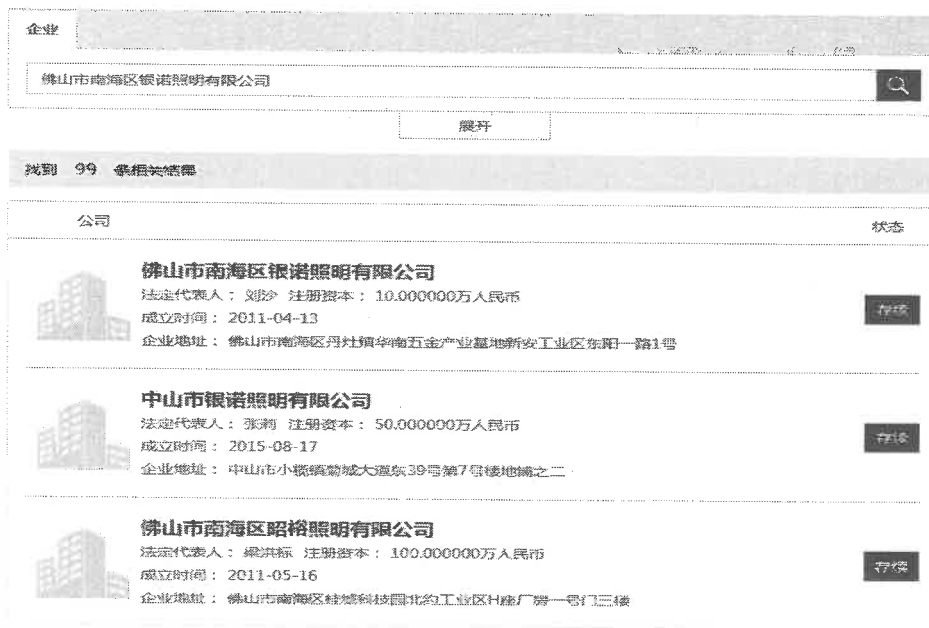 企业
佛山市南海区银诺照明有限公司
展开
找到 99 条相关结果
公司 状态
佛山市南海区银诺照明有限公司
法定代表人： 刘沙 注册资本： 10.000000万人民币
成立时间： 2011-04-13
存续
企业地址： 佛山市南海区丹灶镇华南五金产业基地新安工业区东阳一路1号
中山市银诺照明有限公司
法定代表人： 张莉 注册资本： 50.000000万人民币
成立时间： 2015-08-17
存续
企业地址： 中山市小榄镇菊城大道东39号第7号楼地铺之二
佛山市南海区昭裕照明有限公司
法定代表人： 梁洪标 注册资本： 100.000000万人民币
成立时间： 2011-05-16
存续
企业地址： 佛山市南海区桂城科技园北约工业区H座厂房一号门三楼